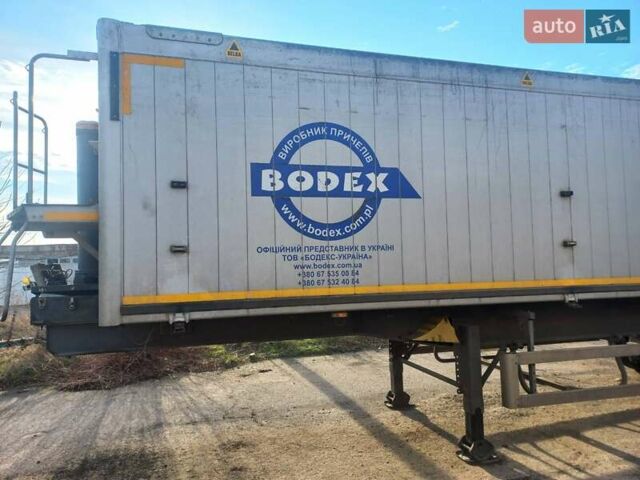 auto RIA
.com
ВИРОБНИК ПРИЧЕПІВ
BODEX
www.bodex.com.pl
ОФІЦІЙНИЙ ПРЕДСТАВНИК В УКРАЇНІ
ТОВ «БОДЕКС-УКРАЇНА»
www.bodex.com.ua
+380 67 535 00 84
+380 67 532 40 84